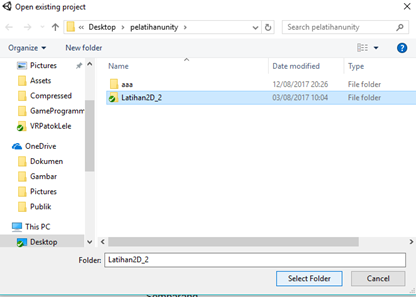 Open existing project
« Desktop › pelatihanunity
Search pelatihanunity
Organize New folder
Name Date modified Type
Pictures
Assets
Compressed
GameProgramm
VRPatokLele
OneDrive
Dokumen
Gambar
Pictures
Publik
This PC
Desktop
aaa 12/08/2017 20:26 File folder
Latihan2D_2 03/08/2017 10:04 File folder
Folder: Latihan2D_2
Select Folder Cancel
Semarang